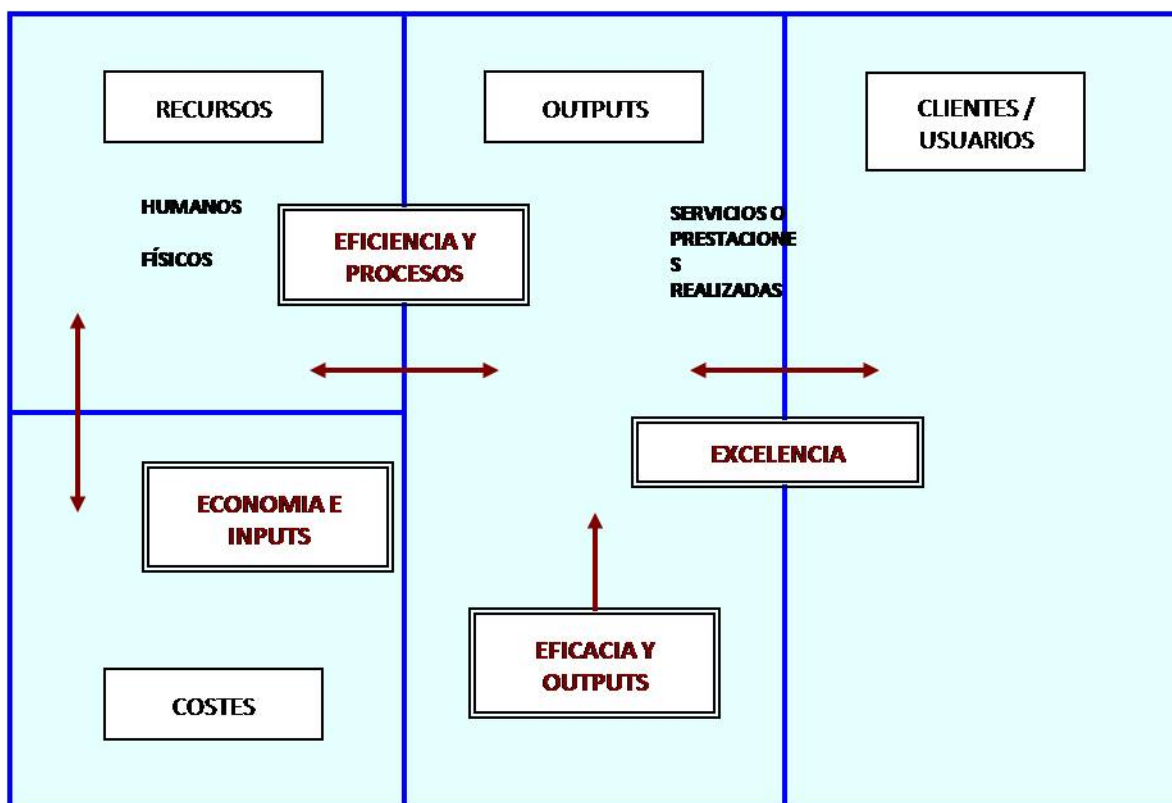 RECURSOS
OUTPUTS
CLIENTES /
USUARIOS
HUMANOS
FÍSICOS
EFICIENCIA Y
PROCESOS
SERVICIOS O
PRESTACIONE
S
REALIZADAS
EXCELENCIA
ECONOMIA E
INPUTS
EFICACIA Y
OUTPUTS
COSTES